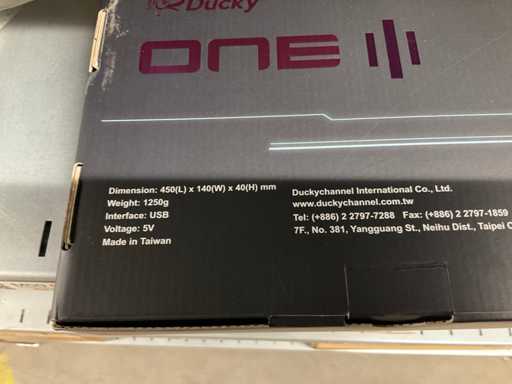 Ducky
ONE
Dimension: 450(L) x 140(W) x 40(H) mm
Weight: 1250g
Interface: USB
Voltage: 5V
Made in Taiwan
Duckychannel International Co., Ltd.
www.duckychannel.com.tw
Tel: (+886) 2 2797-7288 Fax: (+886) 2 2797-1859
7F., No. 381, Yangguang St., Neihu Dist., Taipei